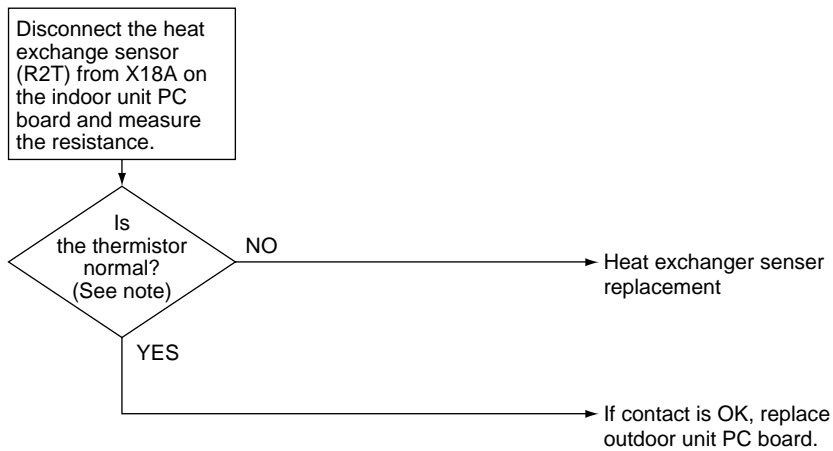 Disconnect the heat
exchange sensor
(R2T) from X18A on
the indoor unit PC
board and measure
the resistance.
Is
the thermistor
normal?
(See note)
NO
Heat exchanger senser
replacement
YES
If contact is OK, replace
outdoor unit PC board.